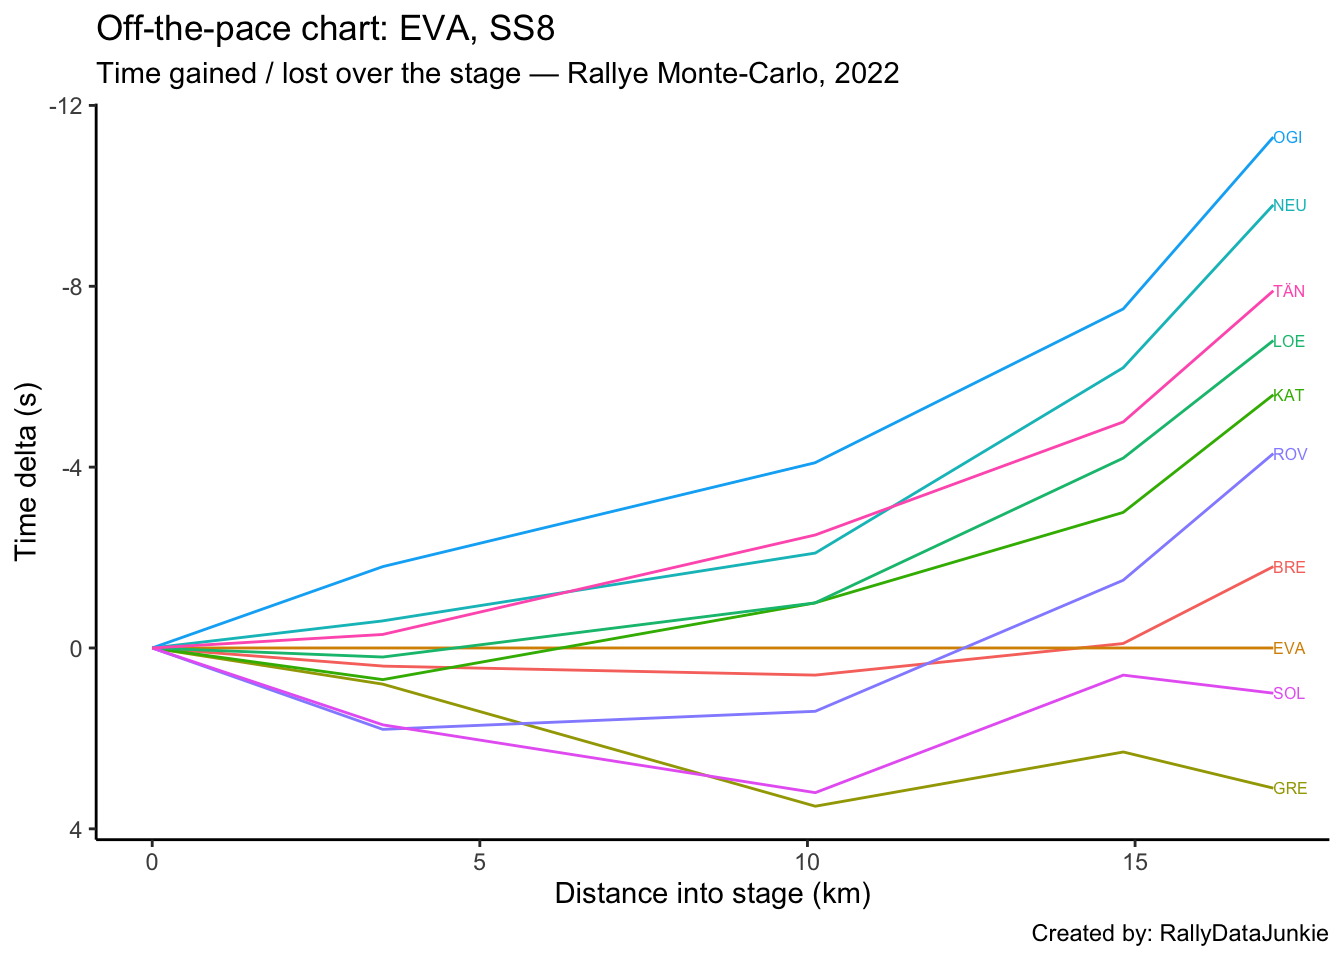 Off-the-pace chart: EVA, SS8
Time gained / lost over the stage — Rallye Monte-Carlo, 2022
-12
-8
-4
0
4
Time delta (s)
OGI
NEU
TÄN
LOE
KAT
ROV
BRE
EVA
SOL
GRE
0 5 10 15
Distance into stage (km)
Created by: RallyDataJunkie